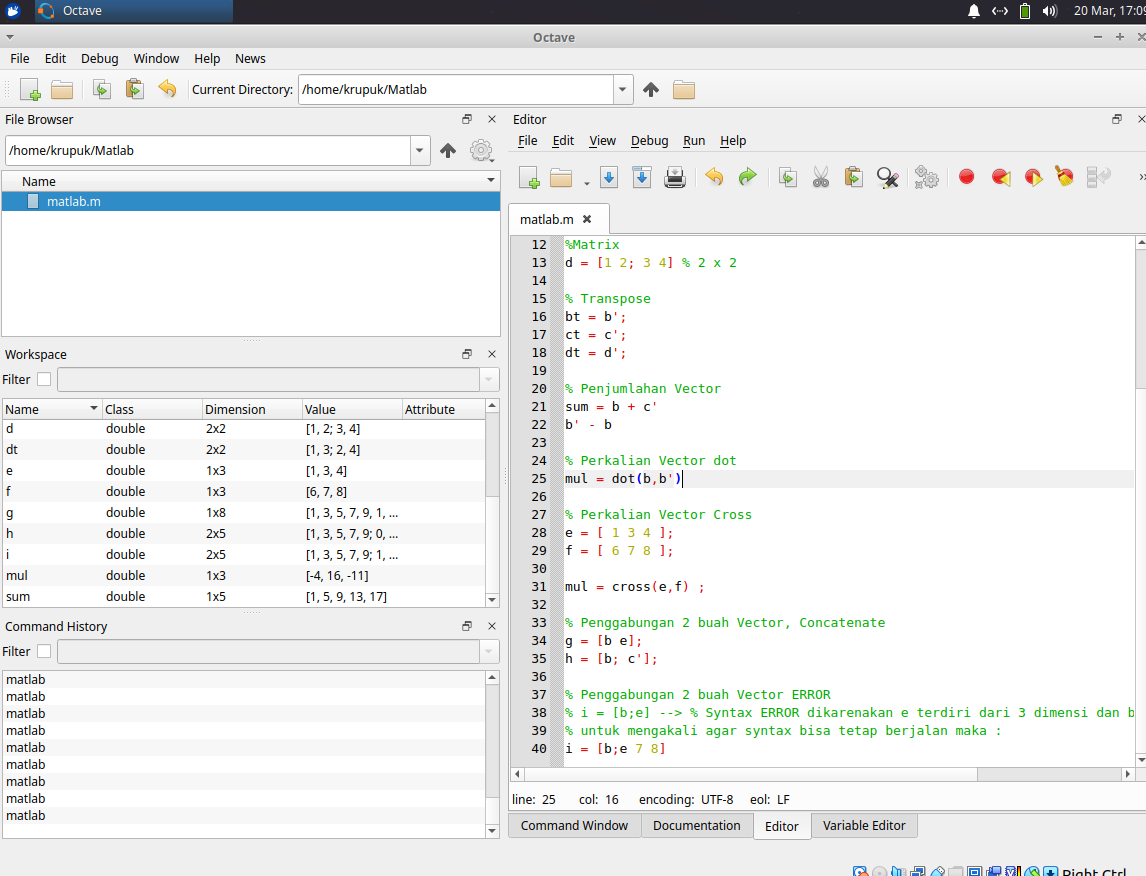 Octave
20 Mar, 17:09
Octave
File Edit Debug Window Help News
Current Directory: /home/krupuk/Matlab
File Browser
/home/krupuk/Matlab
Name
matlab.m
Workspace
Filter
Name Class Dimension Value Attribute
d double 2x2 [1, 2; 3, 4]
dt double 2x2 [1, 3; 2, 4]
e double 1x3 [1, 3, 4]
f double 1x3 [6, 7, 8]
g double 1x8 [1, 3, 5, 7, 9, 1, ...
h double 2x5 [1, 3, 5, 7, 9; 0, ...
i double 2x5 [1, 3, 5, 7, 9; 1, ...
mul double 1x3 [-4, 16, -11]
sum double 1x5 [1, 5, 9, 13, 17]
Command History
Filter
matlab
matlab
matlab
matlab
matlab
matlab
matlab
matlab
matlab
Editor
File Edit View Debug Run Help
matlab.m
12 %Matrix
13 d = [1 2; 3 4] % 2 x 2
14
15 % Transpose
16 bt = b';
17 ct = c';
18 dt = d';
19
20 % Penjumlahan Vector
21 sum = b + c'
22 b' - b
23
24 % Perkalian Vector dot
25 mul = dot(b,b')
26
27 % Perkalian Vector Cross
28 e = [ 1 3 4 ];
29 f = [ 6 7 8 ];
30
31 mul = cross(e,f) ;
32
33 % Penggabungan 2 buah Vector, Concatenate
34 g = [b e];
35 h = [b; c'];
36
37 % Penggabungan 2 buah Vector ERROR
38 % i = [b;e] --> % Syntax ERROR dikarenakan e terdiri dari 3 dimensi dan b
39 % untuk mengakali agar syntax bisa tetap berjalan maka :
40 i = [b;e 7 8]
line: 25 col: 16 encoding: UTF-8 eol: LF
Command Window Documentation Editor Variable Editor
Right Ctrl